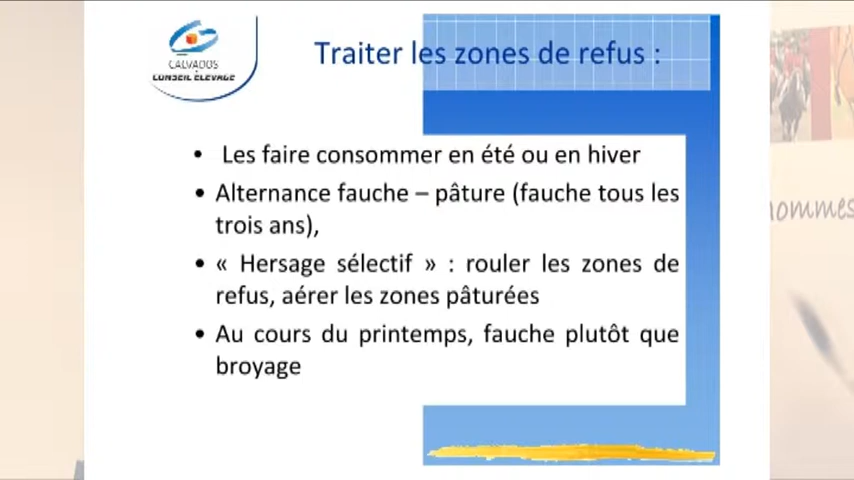 CALVADOS
CONSEIL ÉLEVAGE
Traiter les zones de refus :
• Les faire consommer en été ou en hiver
• Alternance fauche – pâture (fauche tous les
trois ans),
• « Hersage sélectif » : rouler les zones de
refus, aérer les zones pâturées
• Au cours du printemps, fauche plutôt que
broyage
hommes